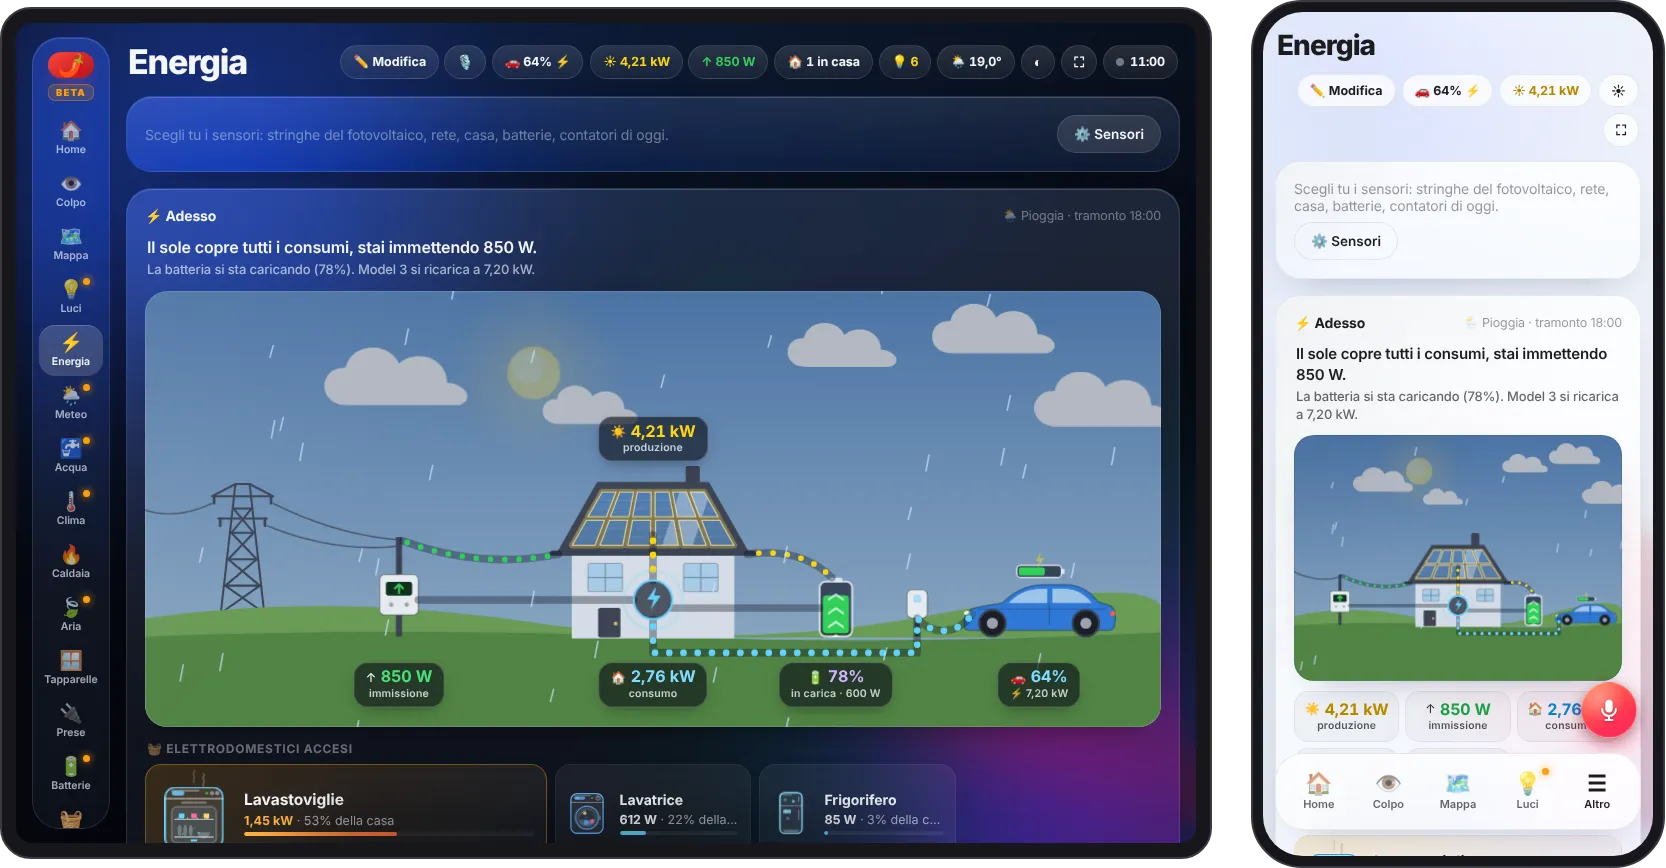 BETA
Home
Colpo
Mappa
Luci
Energia
Meteo
Acqua
Clima
Caldaia
Aria
Tapparelle
Prese
Batterie
Energia
Modifica
64%
4,21 kW
↑ 850 W
1 in casa
6
19,0°
11:00
Scegli tu i sensori: stringhe del fotovoltaico, rete, casa, batterie, contatori di oggi.
Sensori
Adesso
Pioggia · tramonto 18:00
Il sole copre tutti i consumi, stai immettendo 850 W.
La batteria si sta caricando (78%). Model 3 si ricarica a 7,20 kW.
4,21 kW
produzione
↑ 850 W
immissione
2,76 kW
consumo
78%
in carica · 600 W
64%
7,20 kW
ELETTRODOMESTICI ACCESI
Lavastoviglie
1,45 kW · 53% della casa
Lavatrice
612 W · 22% della...
Frigorifero
85 W · 3% della c...
Energia
Modifica
64%
4,21 kW
Scegli tu i sensori: stringhe del fotovoltaico, rete,
casa, batterie, contatori di oggi.
Sensori
Adesso
Pioggia · tramonto 18:00
Il sole copre tutti i consumi, stai immettendo
850 W.
La batteria si sta caricando (78%). Model 3 si ricarica
a 7,20 kW.
4,21 kW
produzione
↑ 850 W
immissione
2,76
consum
Home
Colpo
Mappa
Luci
Altro